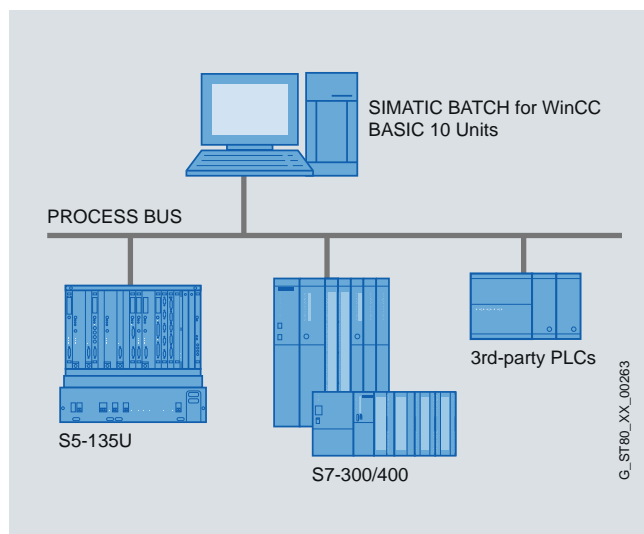 SIMATIC BATCH for WinCC
BASIC 10 Units
PROCESS BUS
3rd-party PLCs
S5-135U
S7-300/400
G_ST80_XX_00263